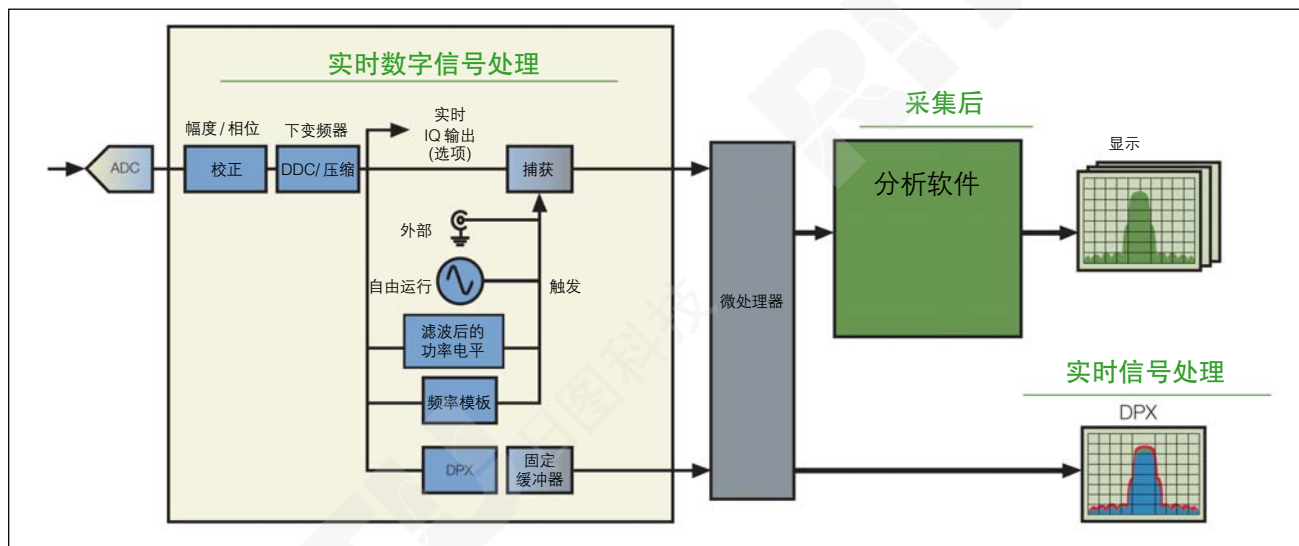 实时数字信号处理
采集后
实时
IQ 输出
(选项)
幅度 / 相位
下变频器
显示
ADC
校正
DDC/ 压缩
捕获
分析软件
外部
自由运行
触发
微处理器
滤波后的
功率电平
频率模板
实时信号处理
DPX
DPX
固定
缓冲器